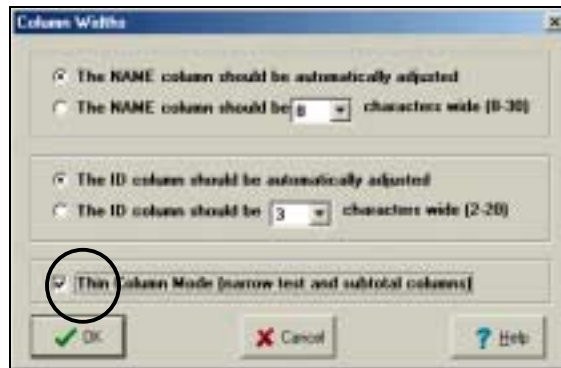 Column Widths
The NAME column should be automatically adjusted
The NAME column should be 8 characters wide (8-30)
The ID column should be automatically adjusted
The ID column should be 3 characters wide (2-20)
Thin Column Mode (narrow test and subtotal columns)
OK Cancel Help